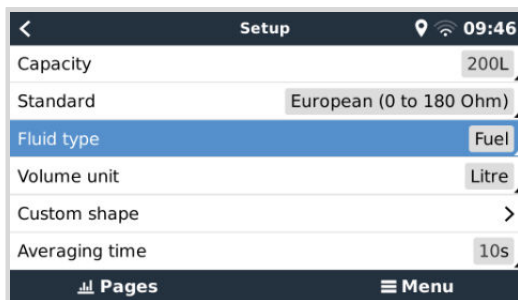 Setup 09:46
Capacity 200L
Standard European (0 to 180 Ohm)
Fluid type Fuel
Volume unit Litre
Custom shape
Averaging time 10s
Pages Menu